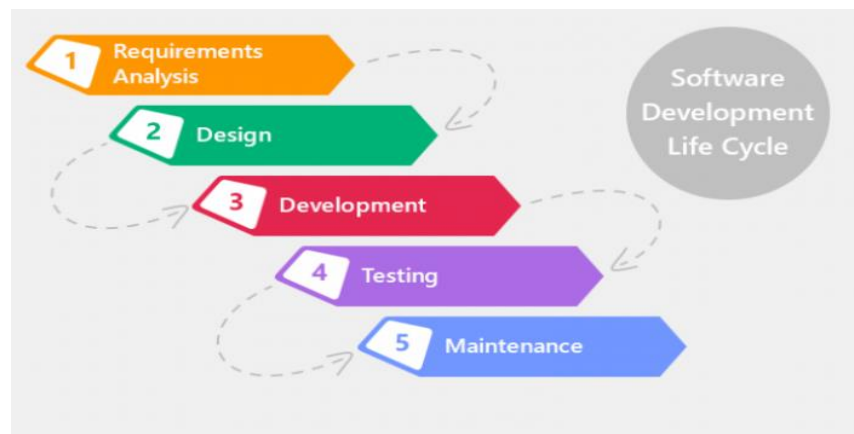 1
Requirements
Analysis
2
Design
3
Development
4
Testing
5
Maintenance
Software
Development
Life Cycle